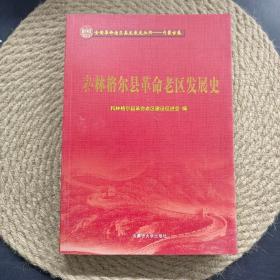 全国革命老区县发展史丛书——内蒙古卷
和林格尔县革命老区发展史
和林格尔县革命老区建设促进会 编
内蒙古大学出版社